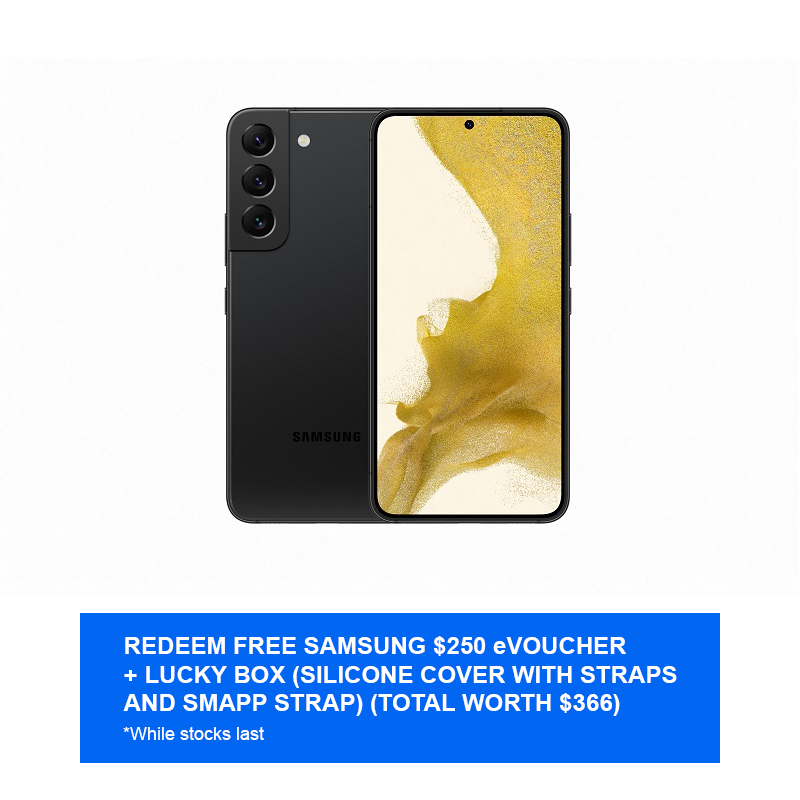 SAMSUNG
REDEEM FREE SAMSUNG $250 eVOUCHER
+ LUCKY BOX (SILICONE COVER WITH STRAPS
AND SMAPP STRAP) (TOTAL WORTH $366)
*While stocks last